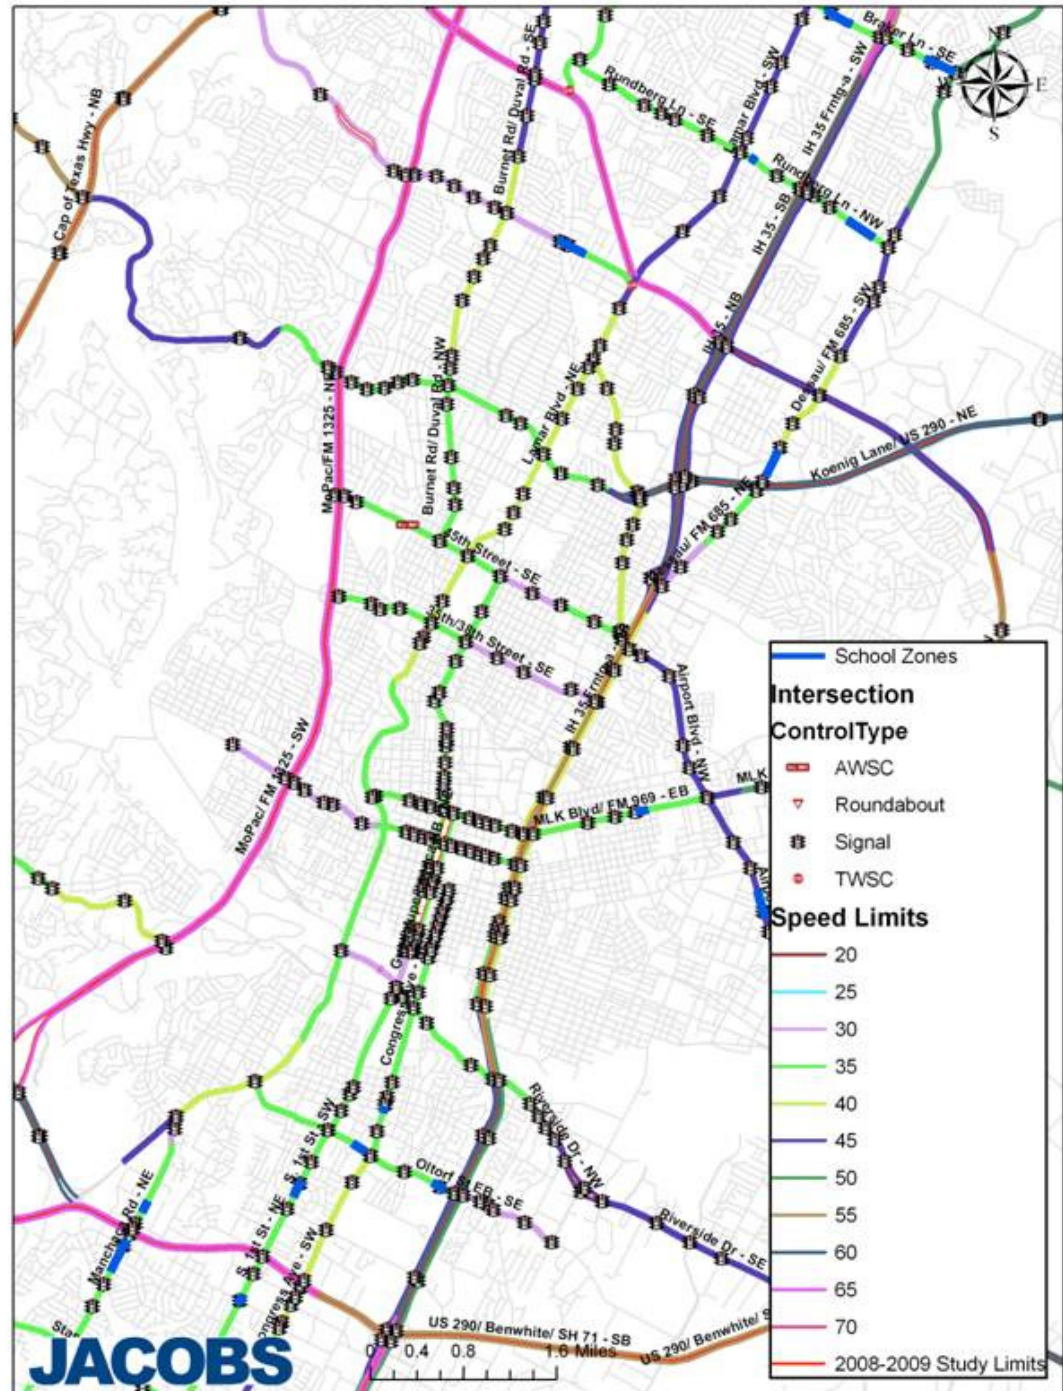 Braker Ln - SE
N
E
S
Rundberg Ln - SE
Burnet Rd/ Duval Rd - SE
Lamar Blvd - SW
IH 35 Frntg-a - SW
Cap of Texas Hwy - NB
Rundberg Ln - NW
IH 35 - SB
IH 35 - NB
Dessau/ FM 685 - SW
MoPac/FM 1325 - NE
Burnet Rd/ Duval Rd - NW
Lamar Blvd - NE
Koenig Lane/ US 290 - NE
45th Street - SE
Dessau/ FM 685 - NE
35th/38th Street - SE
IH 35 Frntg-a
Airport Blvd - NW
MoPac/ FM 1325 - SW
MLK Blvd/ FM 969 - EB
MLK
Congress Ave -
Riverside Dr - NW
S. 1st St - SW
Oltorf St EB - SE
Riverside Dr - SE
Manchaca Rd - NE
S. 1st St - NE
Congress Ave - SW
US 290/ Benwhite/ SH 71 - SB
US 290/ Benwhite/ S
JACOBS
0 0.4 0.8 1.6 Miles
School Zones
Intersection
ControlType
AWSC
Roundabout
Signal
TWSC
Speed Limits
20
25
30
35
40
45
50
55
60
65
70
2008-2009 Study Limits